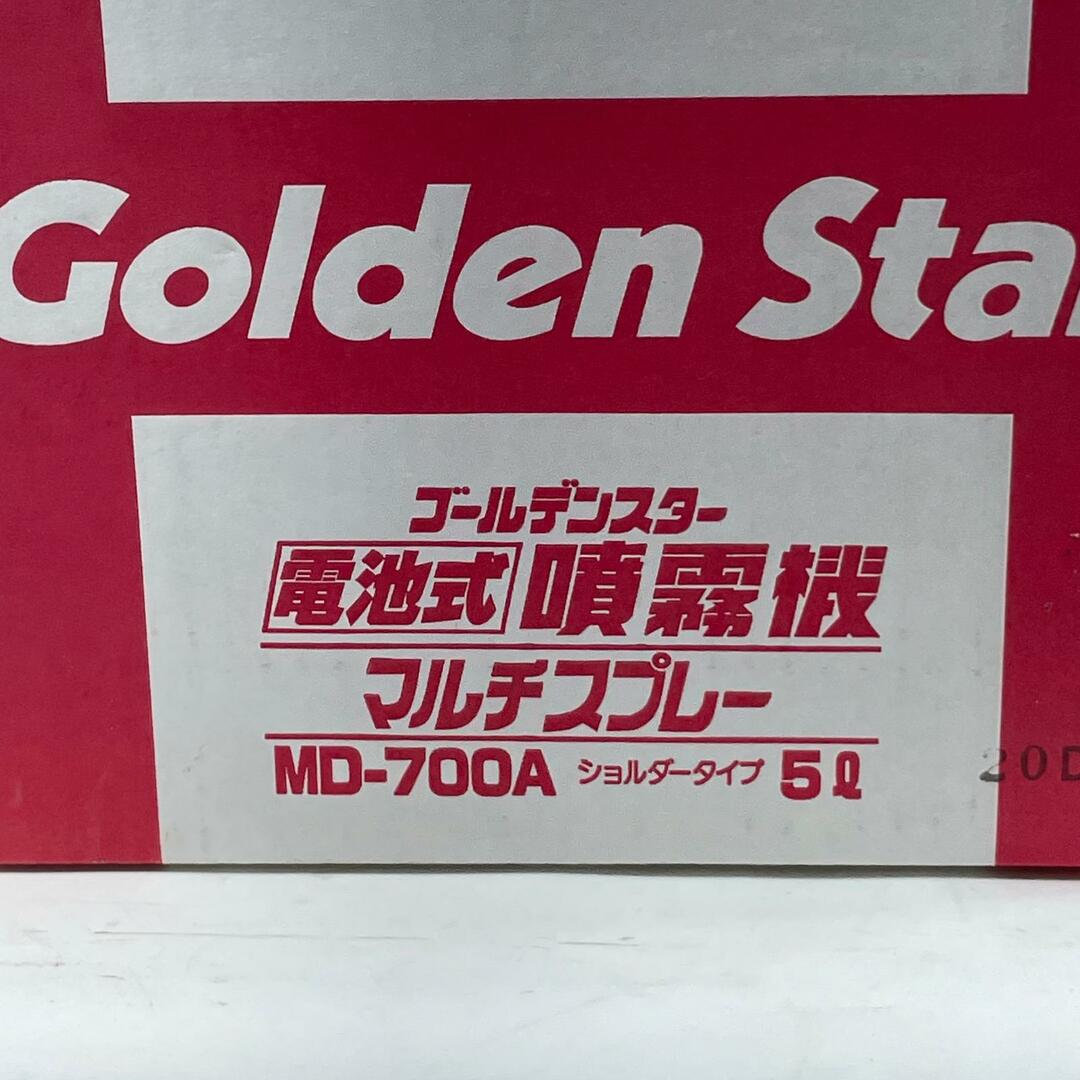 Golden Star
ゴールデンスター
電池式 噴霧機
マルチスプレー
MD-700A ショルダータイプ 5ℓ
20D